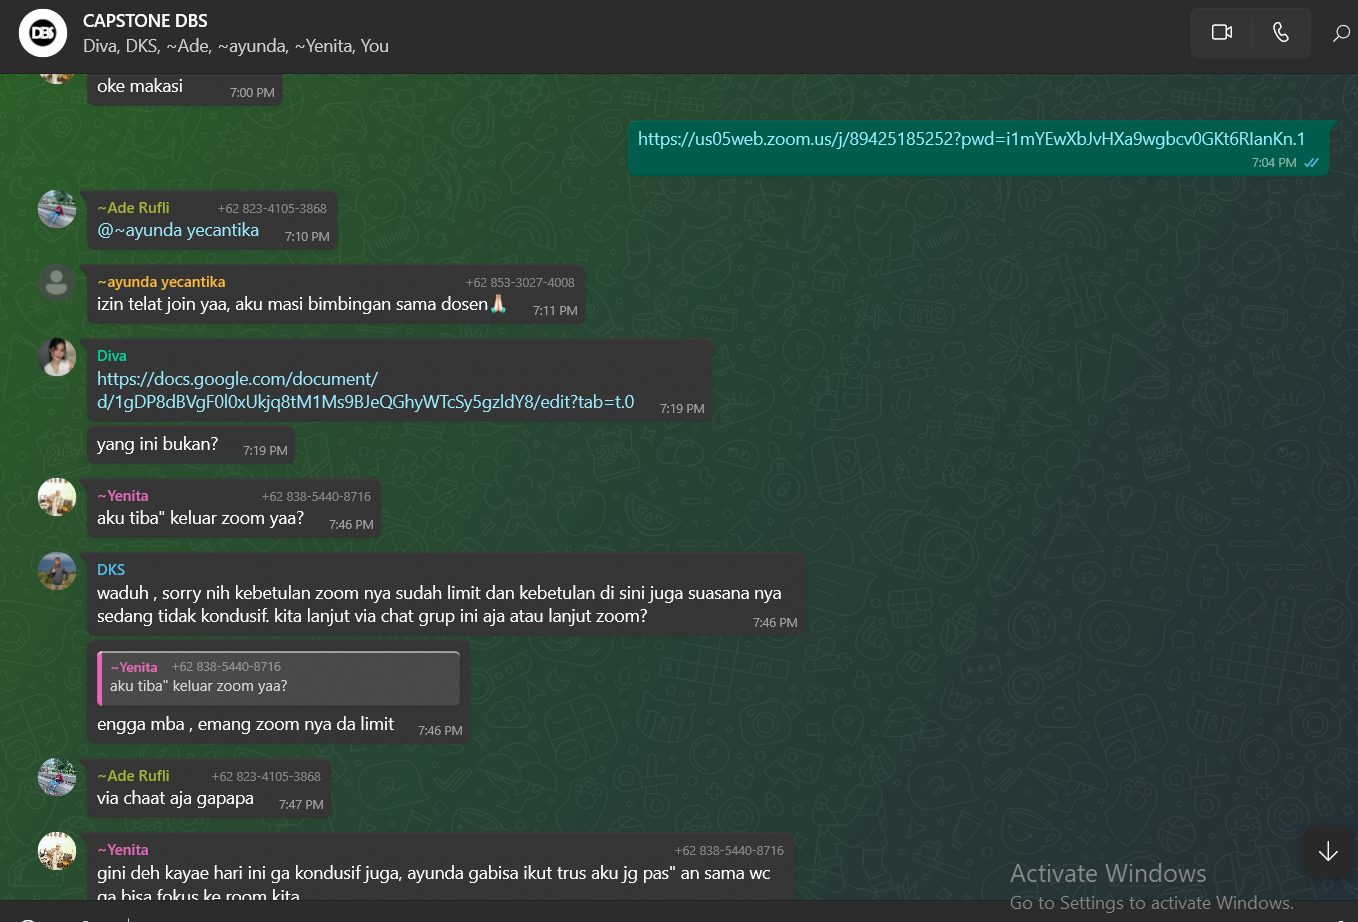 DBS
CAPSTONE DBS
Diva, DKS, ~Ade, ~ayunda, ~Yenita, You
oke makasi
7:00 PM
https://us05web.zoom.us/j/89425185252?pwd=i1mYEwXbJvHXa9wgbcv0GKt6RIanKn.1
7:04 PM
~Ade Rufli +62 823-4105-3868
@~ayunda yecantika 7:10 PM
~ayunda yecantika +62 853-3027-4008
izin telat join yaa, aku masi bimbingan sama dosen🙏🏻 7:11 PM
Diva
https://docs.google.com/document/
d/1gDP8dBVgF0l0xUkjq8tM1Ms9BJeQGhyWTcSy5gzldY8/edit?tab=t.0 7:19 PM
yang ini bukan? 7:19 PM
~Yenita +62 838-5440-8716
aku tiba" keluar zoom yaa? 7:46 PM
DKS
waduh , sorry nih kebetulan zoom nya sudah limit dan kebetulan di sini juga suasana nya
sedang tidak kondusif. kita lanjut via chat grup ini aja atau lanjut zoom?
7:46 PM
~Yenita +62 838-5440-8716
aku tiba" keluar zoom yaa?
engga mba , emang zoom nya da limit 7:46 PM
~Ade Rufli +62 823-4105-3868
via chaat aja gapapa 7:47 PM
~Yenita +62 838-5440-8716
gini deh kayae hari ini ga kondusif juga, ayunda gabisa ikut trus aku jg pas" an sama wc
ga bisa fokus ke room kita
Activate Windows
Go to Settings to activate Windows.